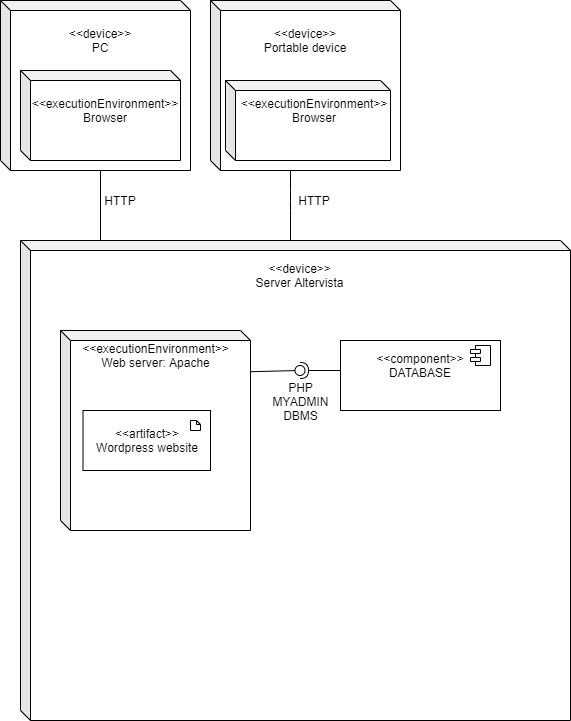 <<device>>
PC
<<executionEnvironment>>
Browser
<<device>>
Portable device
<<executionEnvironment>>
Browser
HTTP
HTTP
<<device>>
Server Altervista
<<executionEnvironment>>
Web server: Apache
<<artifact>>
Wordpress website
PHP
MYADMIN
DBMS
<<component>>
DATABASE